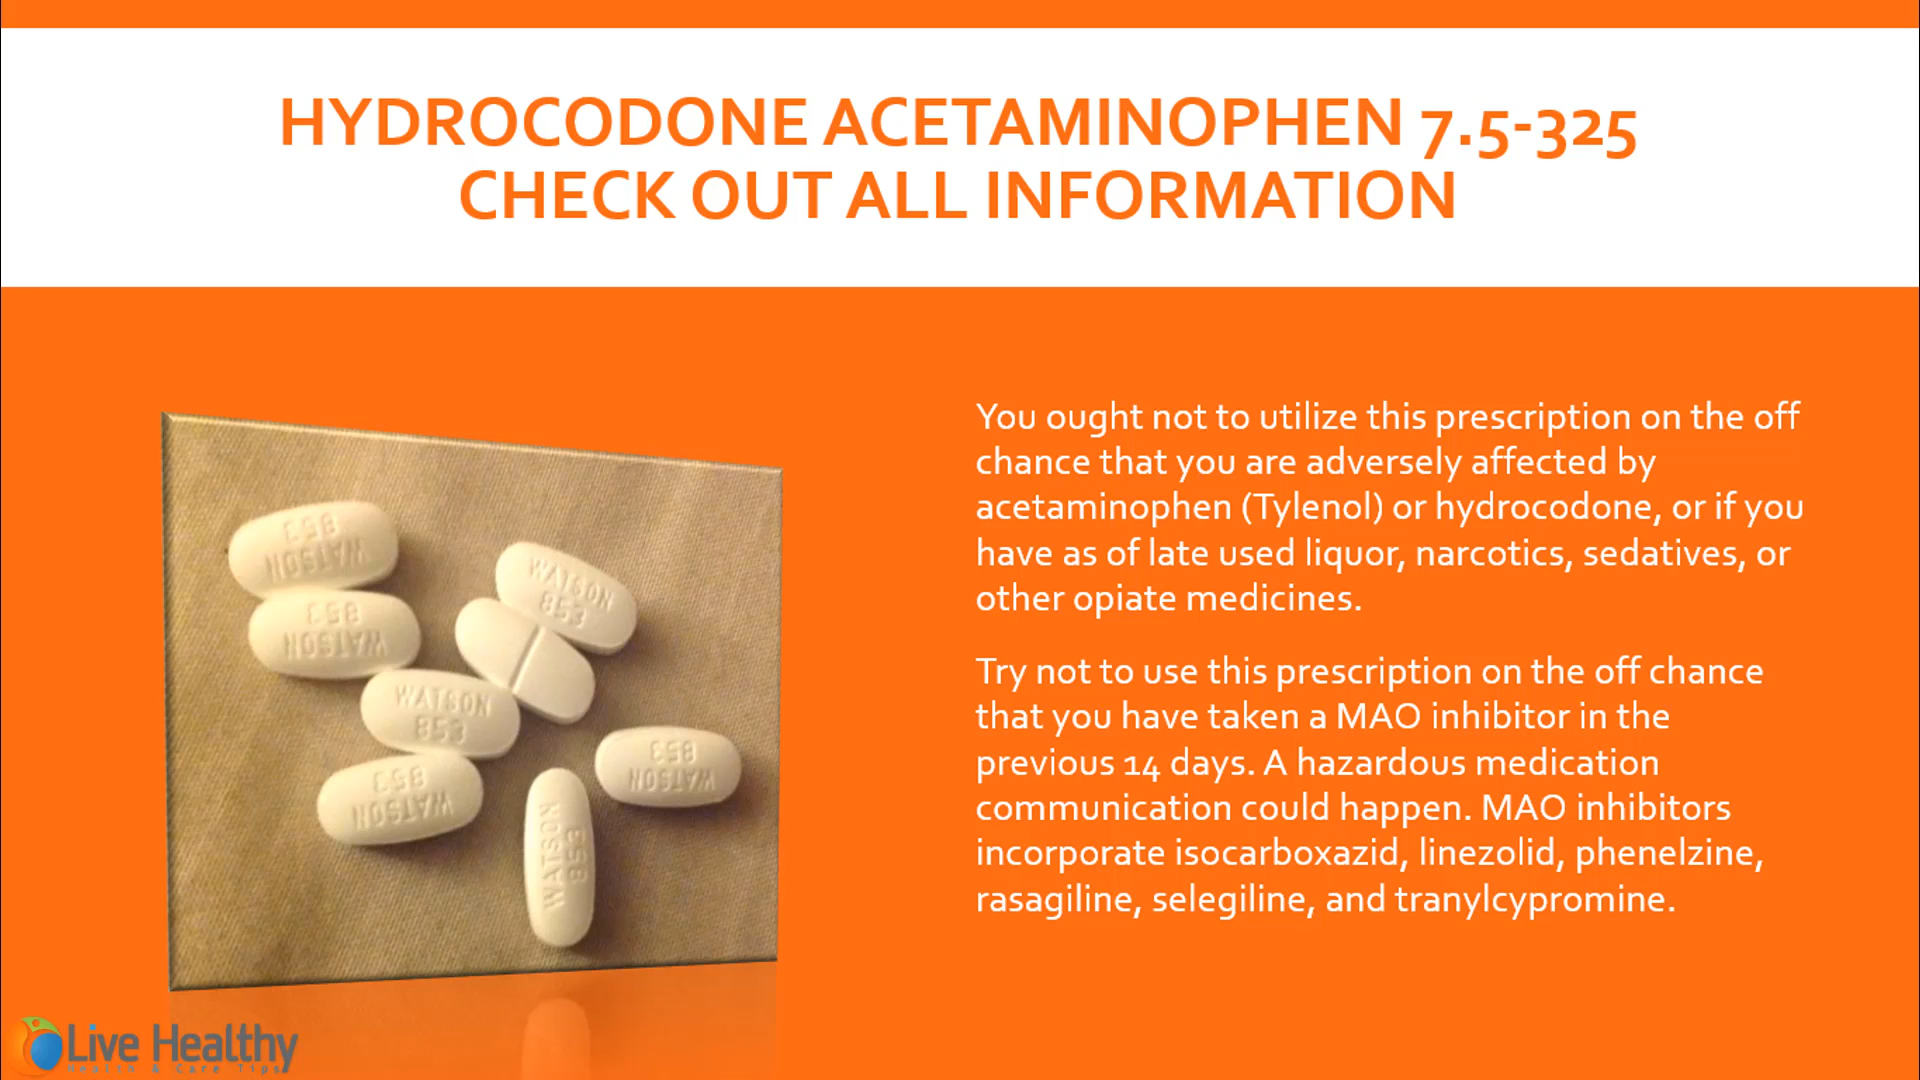 HYDROCODONE ACETAMINOPHEN 7.5-325
CHECK OUT ALL INFORMATION
You ought not to utilize this prescription on the off
chance that you are adversely affected by
acetaminophen (Tylenol) or hydrocodone, or if you
have as of late used liquor, narcotics, sedatives, or
other opiate medicines.
Try not to use this prescription on the off chance
that you have taken a MAO inhibitor in the
previous 14 days. A hazardous medication
communication could happen. MAO inhibitors
incorporate isocarboxazid, linezolid, phenelzine,
rasagiline, selegiline, and tranylcypromine.
WATSON
853
WATSON
853
WATSON
853
WATSON
853
WATSON
853
WATSON
853
WATSON
853
Live Healthy
Health & Care Tips